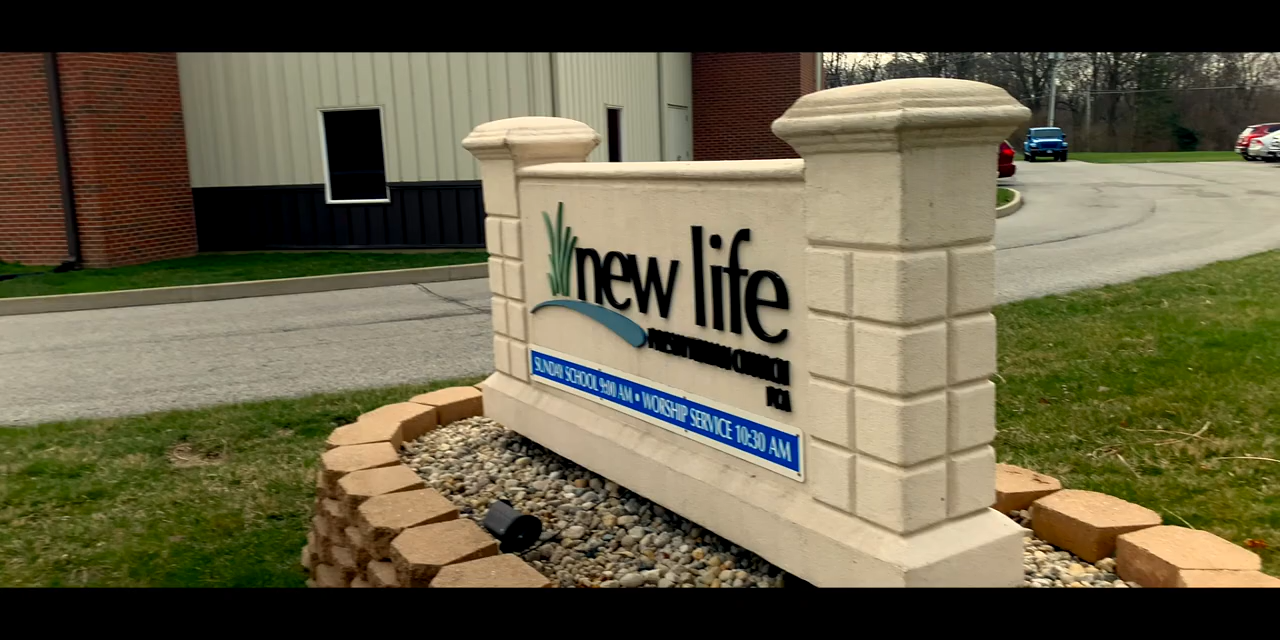 new life
PRESBYTERIAN CHURCH
PCA
SUNDAY SCHOOL 9:00 AM • WORSHIP SERVICE 10:30 AM